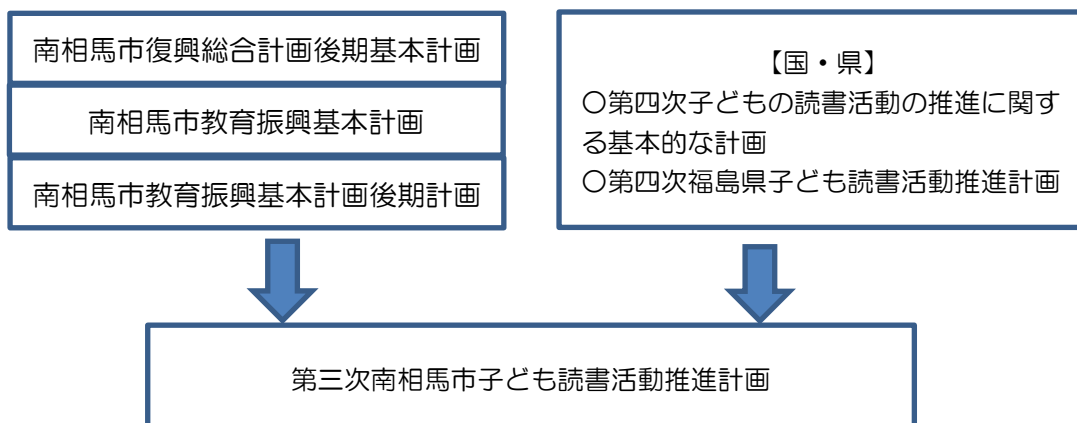 南相馬市復興総合計画後期基本計画
南相馬市教育振興基本計画
南相馬市教育振興基本計画後期計画
【国・県】
〇第四次子どもの読書活動の推進に関す
る基本的な計画
〇第四次福島県子ども読書活動推進計画
第三次南相馬市子ども読書活動推進計画